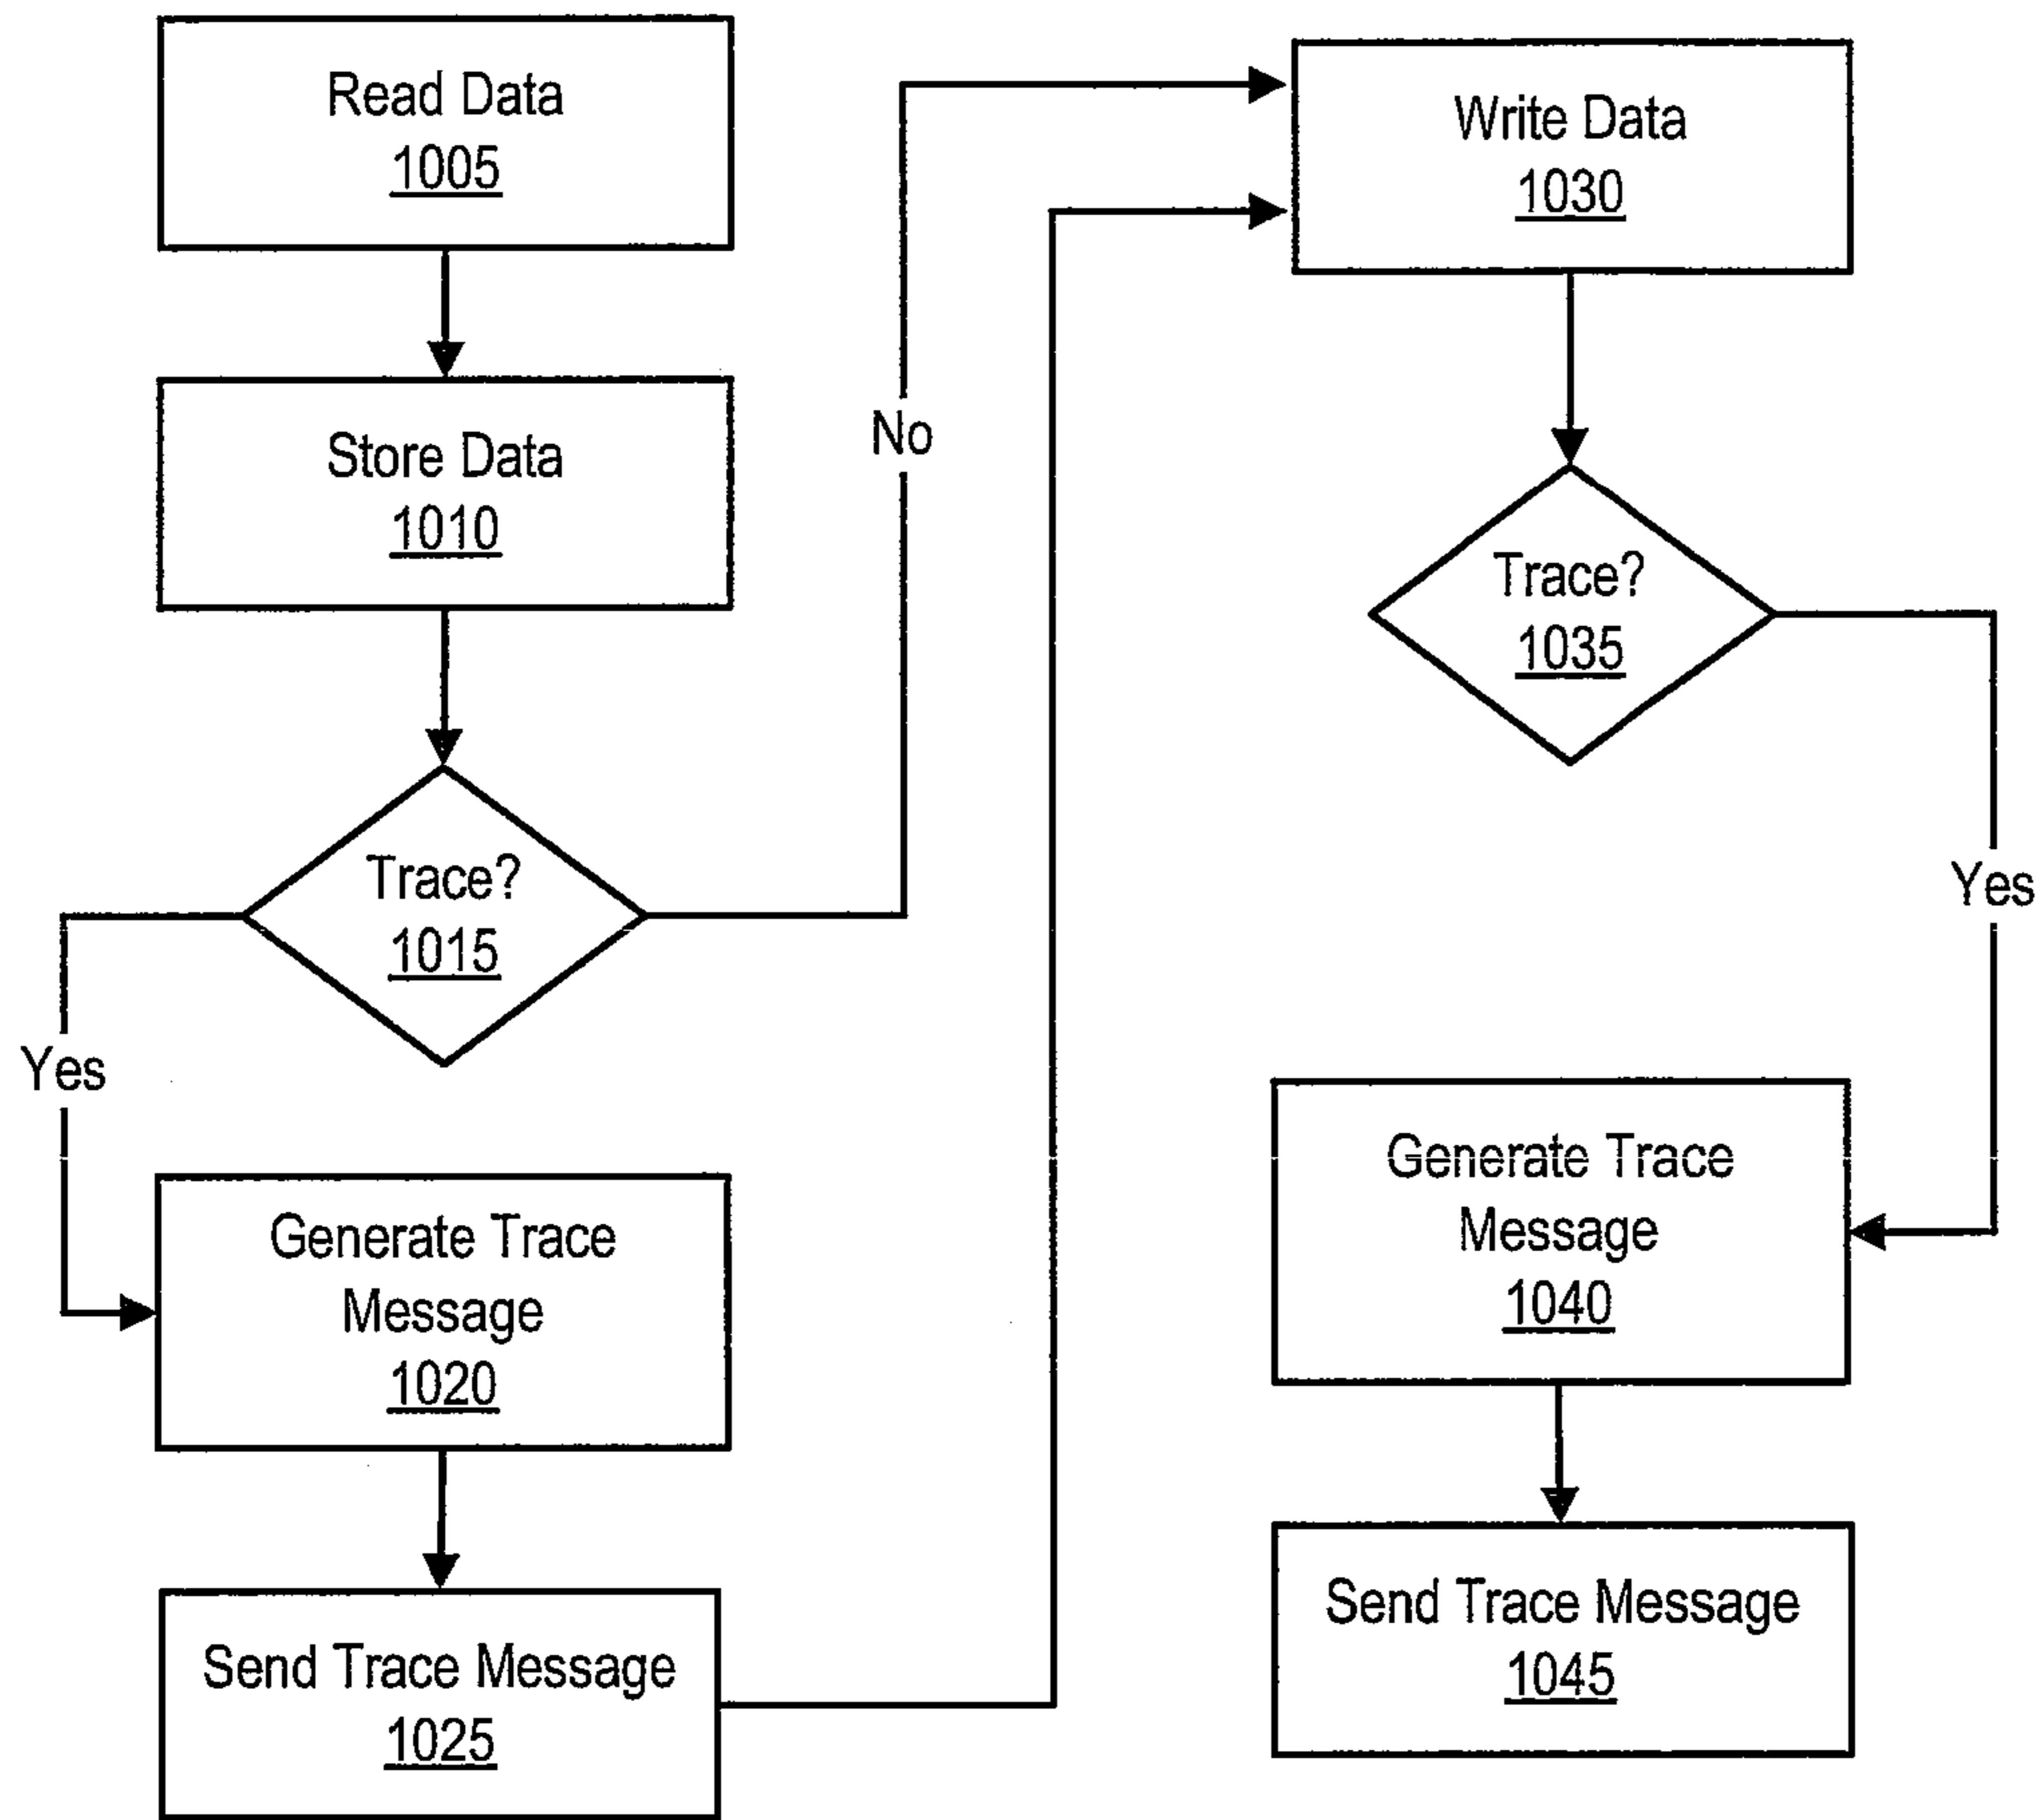 Read Data
1005
Store Data
1010
Trace?
1015
Yes
No
Generate Trace
Message
1020
Send Trace Message
1025
Write Data
1030
Trace?
1035
Yes
Generate Trace
Message
1040
Send Trace Message
1045